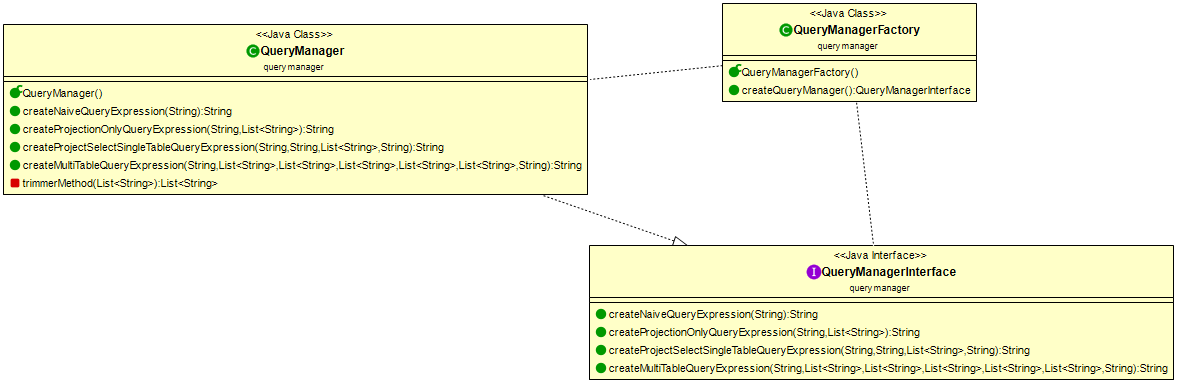 <<Java Class>>
QueryManager
query manager
QueryManager()
createNaiveQueryExpression(String):String
createProjectionOnlyQueryExpression(String,List<String>):String
createProjectSelectSingleTableQueryExpression(String,String,List<String>,String):String
createMultiTableQueryExpression(String,List<String>,List<String>,List<String>,List<String>,List<String>,String):String
trimmerMethod(List<String>):List<String>
<<Java Class>>
QueryManagerFactory
query manager
QueryManagerFactory()
createQueryManager():QueryManagerInterface
<<Java Interface>>
QueryManagerInterface
query manager
createNaiveQueryExpression(String):String
createProjectionOnlyQueryExpression(String,List<String>):String
createProjectSelectSingleTableQueryExpression(String,String,List<String>,String):String
createMultiTableQueryExpression(String,List<String>,List<String>,List<String>,List<String>,List<String>,String):String